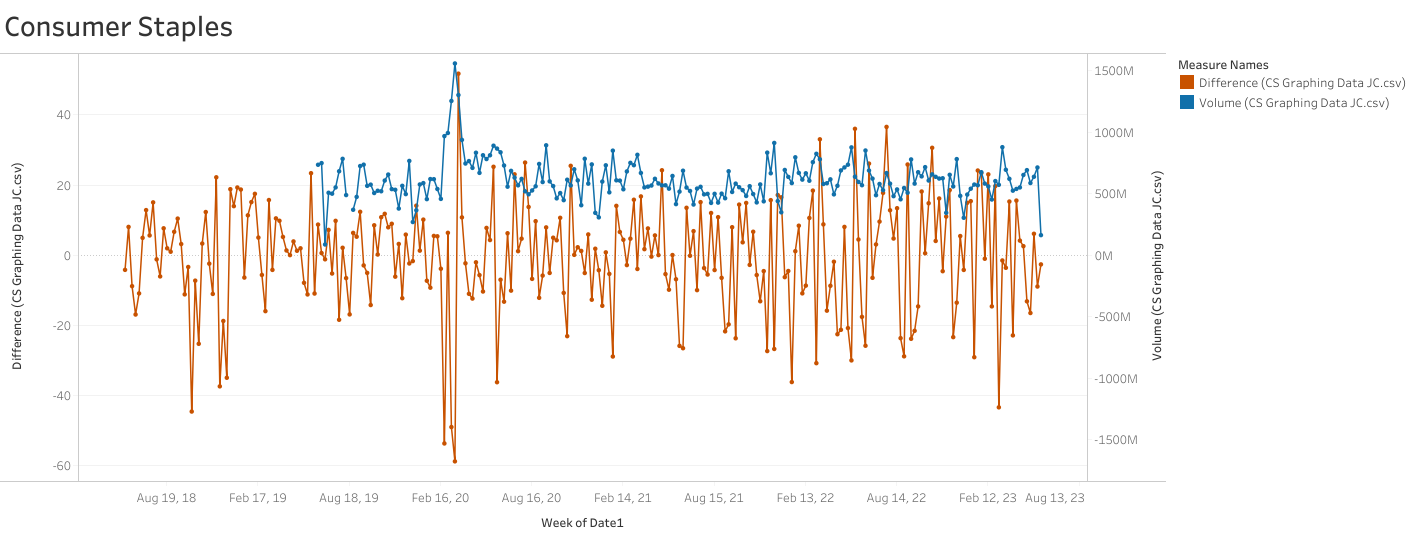 Consumer Staples
Measure Names
Difference (CS Graphing Data JC.csv)
Volume (CS Graphing Data JC.csv)
Difference (CS Graphing Data JC.csv)
40
20
0
-20
-40
-60
1500M
1000M
500M
0M
-500M
-1000M
-1500M
Volume (CS Graphing Data JC.csv)
Aug 19, 18 Feb 17, 19 Aug 18, 19 Feb 16, 20 Aug 16, 20 Feb 14, 21 Aug 15, 21 Feb 13, 22 Aug 14, 22 Feb 12, 23 Aug 13, 23
Week of Date1